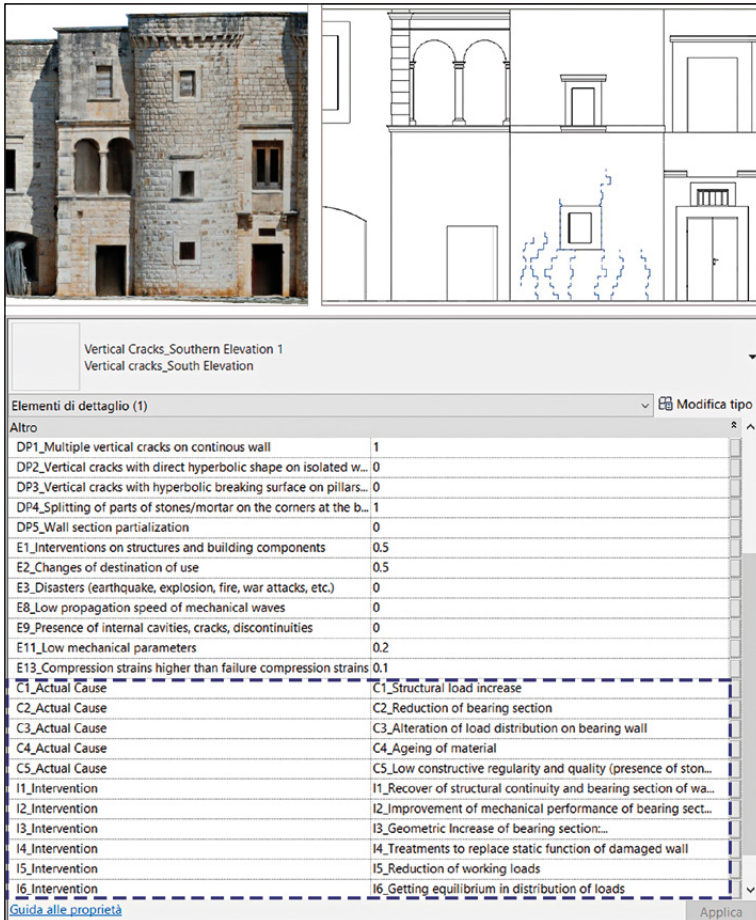 Vertical Cracks_Southern Elevation 1
Vertical cracks_South Elevation
Elementi di dettaglio (1) Modifica tipo
Altro
DP1_Multiple vertical cracks on continous wall 1
DP2_Vertical cracks with direct hyperbolic shape on isolated w... 0
DP3_Vertical cracks with hyperbolic breaking surface on pillars... 0
DP4_Splitting of parts of stones/mortar on the corners at the b... 1
DP5_Wall section partialization 0
E1_Interventions on structures and building components 0.5
E2_Changes of destination of use 0.5
E3_Disasters (earthquake, explosion, fire, war attacks, etc.) 0
E8_Low propagation speed of mechanical waves 0
E9_Presence of internal cavities, cracks, discontinuities 0
E11_Low mechanical parameters 0.2
E13_Compression strains higher than failure compression strains 0.1
C1_Actual Cause C1_Structural load increase
C2_Actual Cause C2_Reduction of bearing section
C3_Actual Cause C3_Alteration of load distribution on bearing wall
C4_Actual Cause C4_Ageing of material
C5_Actual Cause C5_Low constructive regularity and quality (presence of ston...
I1_Intervention I1_Recover of structural continuity and bearing section of wa...
I2_Intervention I2_Improvement of mechanical performance of bearing sect...
I3_Intervention I3_Geometric Increase of bearing section:...
I4_Intervention I4_Treatments to replace static function of damaged wall
I5_Intervention I5_Reduction of working loads
I6_Intervention I6_Getting equilibrium in distribution of loads
Guida alle proprietà Applica